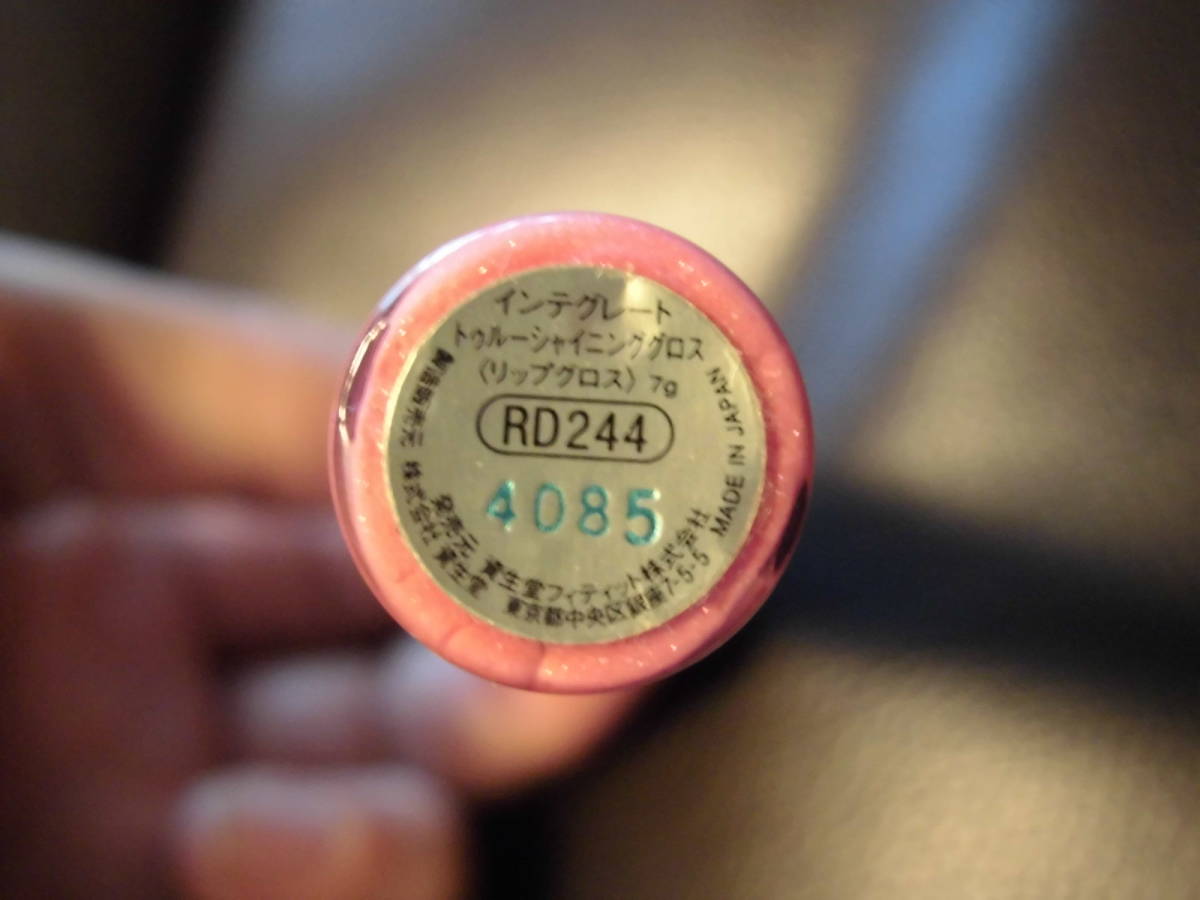 インテグレート
トゥルーシャイニンググロス
〈リップグロス〉 7g
RD244
4085
発売元 資生堂フィティット株式会社
製造販売元 株式会社 資生堂 東京都中央区銀座7-5-5 MADE IN JAPAN